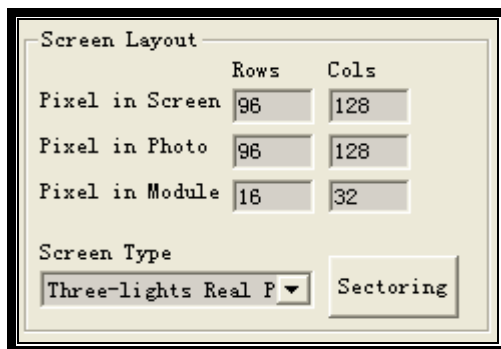 Screen Layout
Rows Cols
Pixel in Screen 96 128
Pixel in Photo 96 128
Pixel in Module 16 32
Screen Type
Three-lights Real P Sectoring